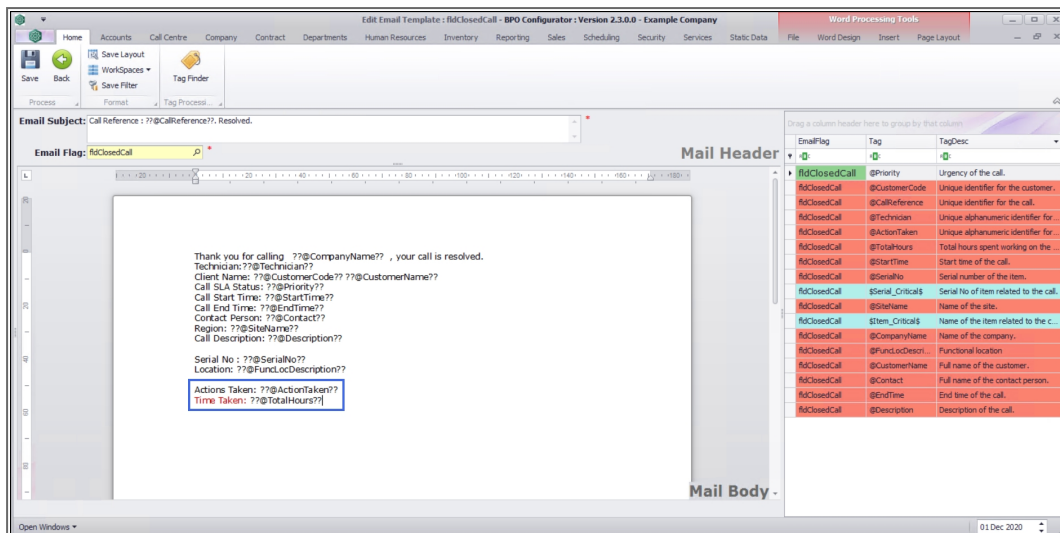 Edit Email Template : fldClosedCall - BPO Configurator : Version 2.3.0.0 - Example Company
Word Processing Tools
Home Accounts Call Centre Company Contract Departments Human Resources Inventory Reporting Sales Scheduling Security Services Static Data File Word Design Insert Page Layout
Save
Back
Save Layout
WorkSpaces
Save Filter
Tag Finder
Process
Format
Tag Processi...
Email Subject: Call Reference : ??@CallReference??. Resolved. *
Email Flag: fldClosedCall *
Mail Header
Thank you for calling ??@CompanyName?? , your call is resolved.
Technician:??@Technician??
Client Name: ??@CustomerCode?? ??@CustomerName??
Call SLA Status: ??@Priority??
Call Start Time: ??@StartTime??
Call End Time: ??@EndTime??
Contact Person: ??@Contact??
Region: ??@SiteName??
Call Description: ??@Description??
Serial No : ??@SerialNo??
Location: ??@FuncLocDescription??
Actions Taken: ??@ActionTaken??
Time Taken: ??@TotalHours??
Mail Body
Drag a column header here to group by that column
EmailFlag Tag TagDesc
fldClosedCall @Priority Urgency of the call.
fldClosedCall @CustomerCode Unique identifier for the customer.
fldClosedCall @CallReference Unique identifier for the call.
fldClosedCall @Technician Unique alphanumeric identifier for...
fldClosedCall @ActionTaken Unique alphanumeric identifier for...
fldClosedCall @TotalHours Total hours spent working on the ...
fldClosedCall @StartTime Start time of the call.
fldClosedCall @SerialNo Serial number of the item.
fldClosedCall $Serial_Critical$ Serial No of item related to the call.
fldClosedCall @SiteName Name of the site.
fldClosedCall $Item_Critical$ Name of the item related to the c...
fldClosedCall @CompanyName Name of the company.
fldClosedCall @FuncLocDescri... Functional location
fldClosedCall @CustomerName Full name of the customer.
fldClosedCall @Contact Full name of the contact person.
fldClosedCall @EndTime End time of the call.
fldClosedCall @Description Description of the call.
Open Windows
01 Dec 2020